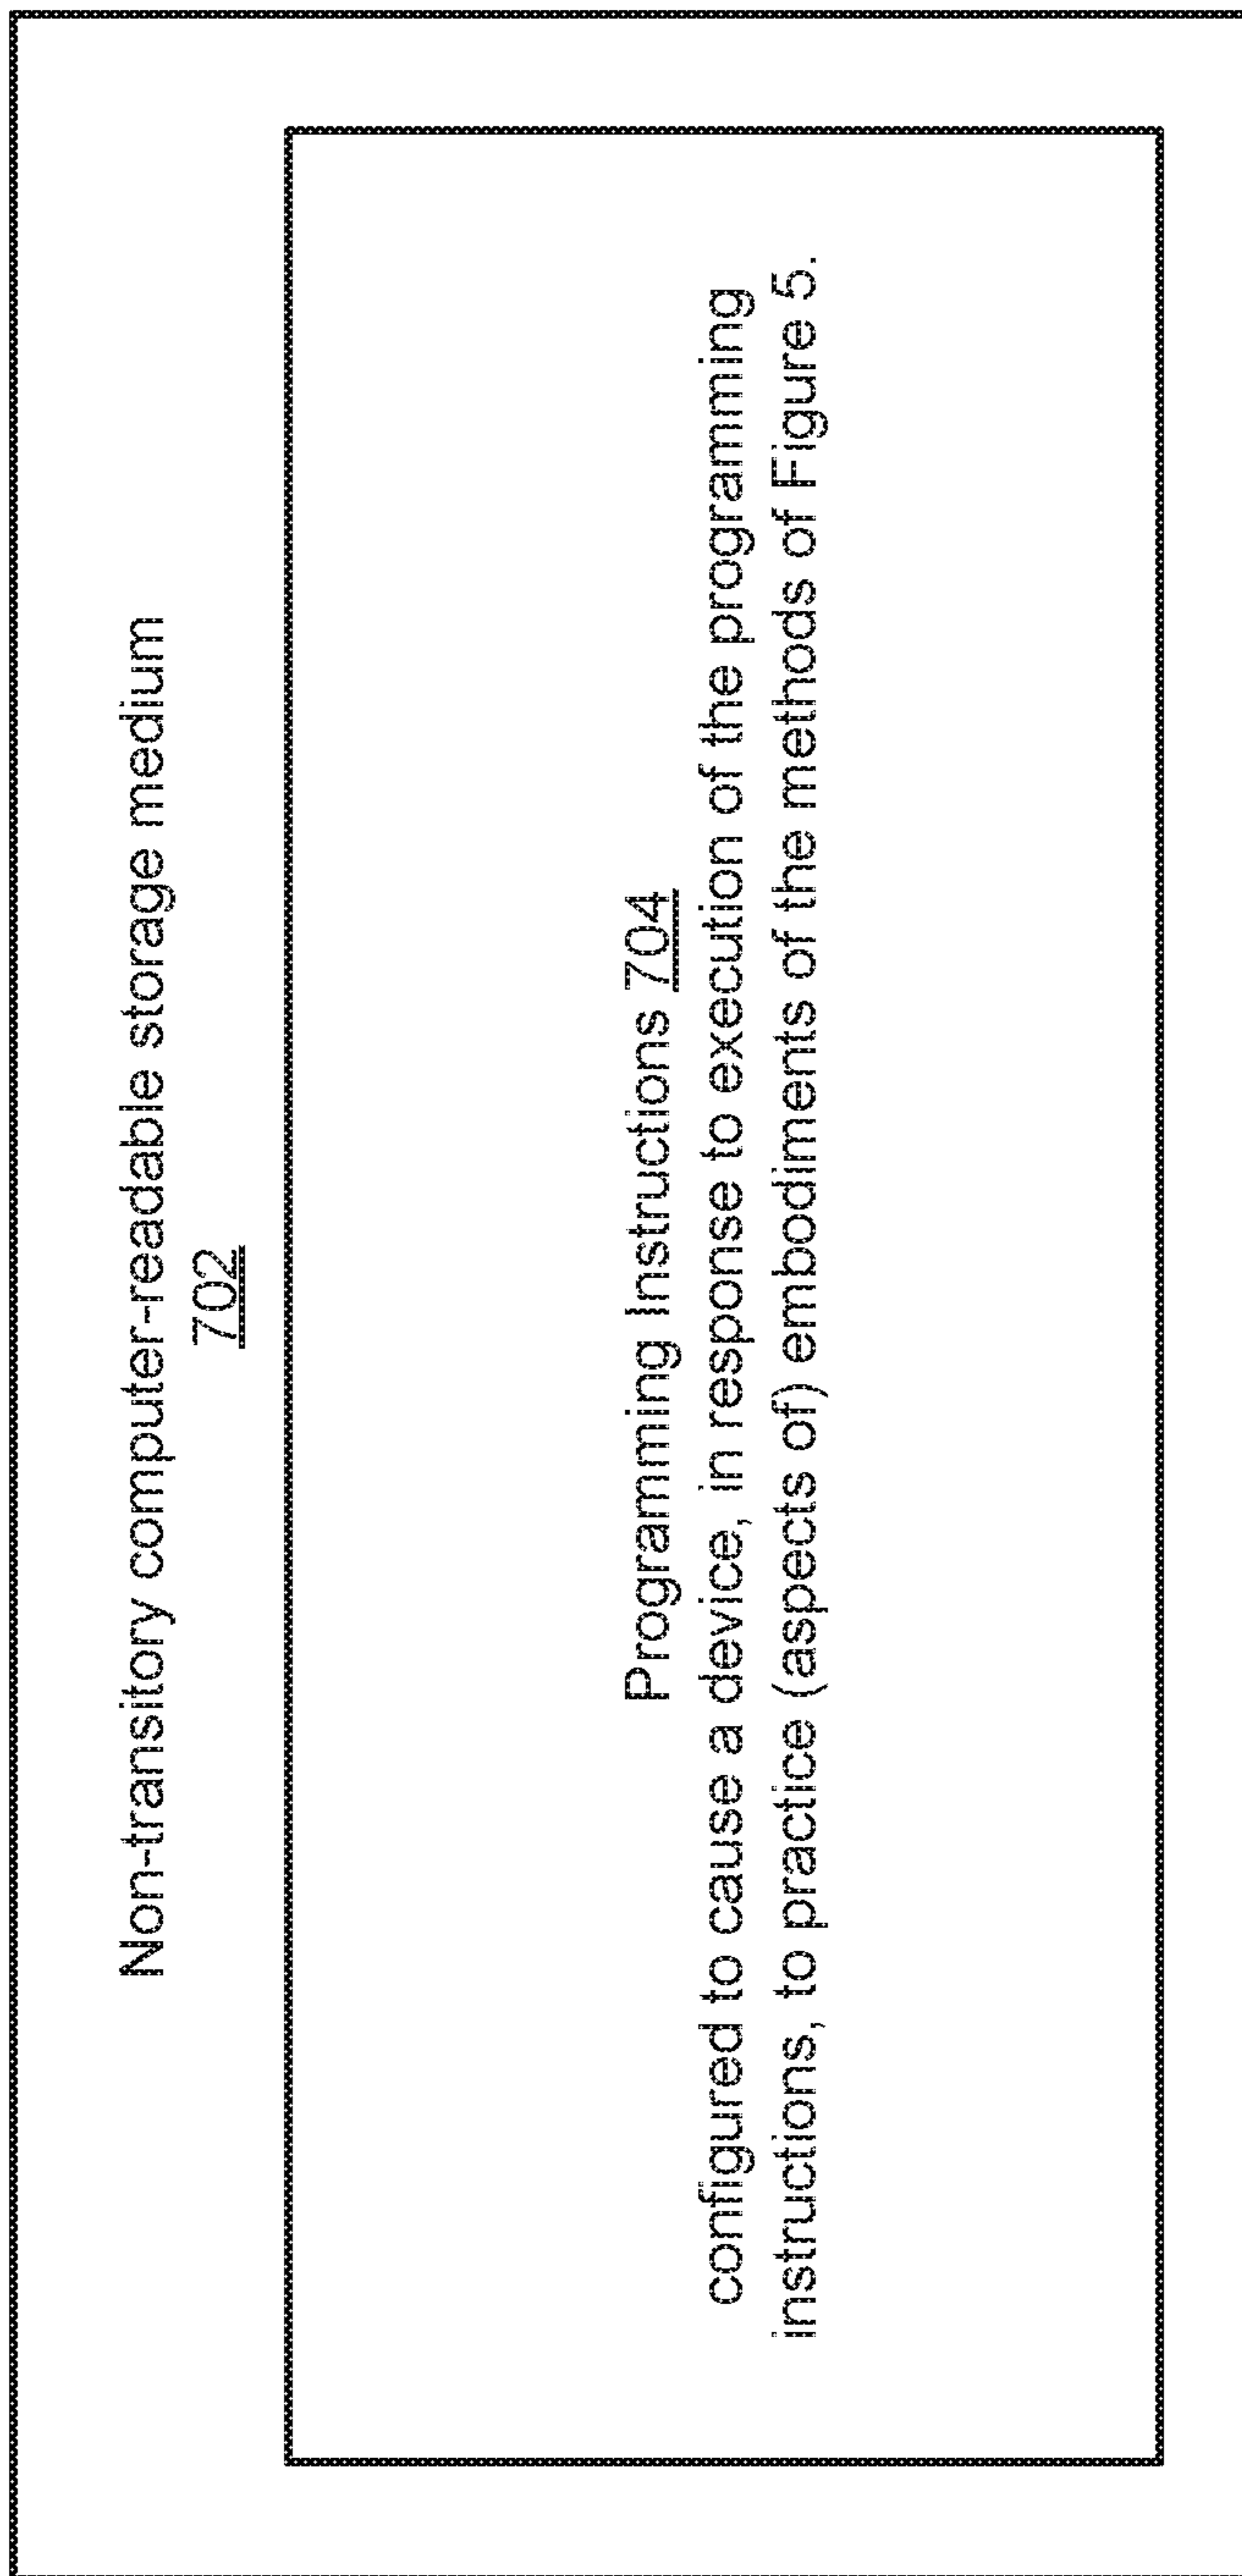 Non-transitory computer-readable storage medium
702
Programming Instructions 704
configured to cause a device, in response to execution of the programming
instructions, to practice (aspects of) embodiments of the methods of Figure 5.